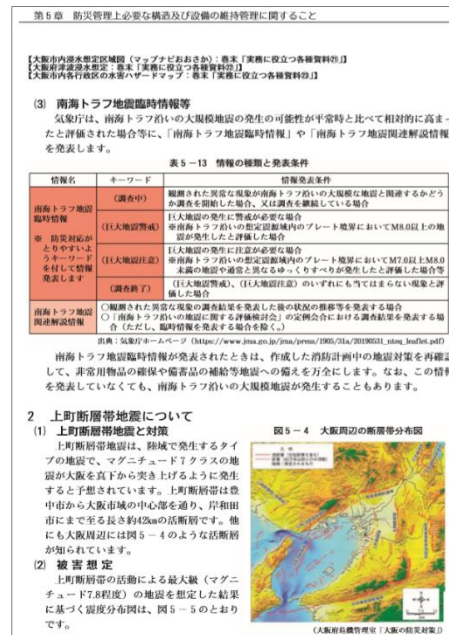 第5章 防災管理上必要な構造及び設備の維持管理に関すること
【大阪市内浸水想定区域図（マップナビおおさか）：巻末「実務に役立つ各種資料㉑」】
【大阪府津波浸水想定：巻末「実務に役立つ各種資料㉒」】
【大阪市内各行政区の水害ハザードマップ：巻末「実務に役立つ各種資料㉓」】
(3) 南海トラフ地震臨時情報等
気象庁は、南海トラフ沿いの大規模地震の発生の可能性が平常時と比べて相対的に高まっ
たと評価された場合等に、「南海トラフ地震臨時情報」や「南海トラフ地震関連解説情報
を発表します。
表5-13 情報の種類と発表条件
情報名 キーワード 情報発表条件
南海トラフ地震
臨時情報
※ 防災対応が
とりやすいよ
うキーワード
を付して情報
発表します
（調査中）
観測された異常な現象が南海トラフ沿いの大規模な地震と関連するかどう
か調査を開始した場合、又は調査を継続している場合
（巨大地震警戒）
巨大地震の発生に警戒が必要な場合
※南海トラフ沿いの想定震源域内のプレート境界においてM8.0以上の地
震が発生したと評価した場合
（巨大地震注意）
巨大地震の発生に注意が必要な場合
※南海トラフ沿いの想定震源域内のプレート境界においてM7.0以上M8.0
未満の地震や通常と異なるゆっくりすべりが発生したと評価した場合等
（調査終了）
（巨大地震警戒）、（巨大地震注意）のいずれにも当てはまらない現象と評
価した場合
南海トラフ地震
関連解説情報
○観測された異常な現象の調査結果を発表した後の状況の推移等を発表する場合
○「南海トラフ沿いの地震に関する評価検討会」の定例会合における調査結果を発表する場
合（ただし、臨時情報を発表する場合を除く。）
出典：気象庁ホームページ（https://www.jma.go.jp/jma/press/1905/31a/20190531_nteq_leaflet.pdf）
南海トラフ地震臨時情報が発表されたときは、作成した消防計画中の地震対策を再確認
して、非常用物品の確保や備蓄品の補給等地震への備えを万全にします。なお、この情報
を発表していなくても、南海トラフ沿いの大規模地震が発生することもあります。
2 上町断層帯地震について
(1) 上町断層帯地震と対策
上町断層帯地震は、陸域で発生するタイ
プの地震で、マグニチュード7クラスの地
震が大阪を真下から突き上げるように発生
すると予想されています。上町断層帯は豊
中市から大阪市域の中心部を通り、岸和田
市にまで至る長さ約42kmの活断層です。他
にも大阪周辺には図5-4のような活断層
が知られています。
(2) 被害想定
上町断層帯の活動による最大級（マグニ
チュード7.8程度）の地震を想定した結果
に基づく震度分布図は、図5-5のとおり
です。
図5-4 大阪周辺の断層帯分布図
（大阪府危機管理室「大阪の防災対策」）